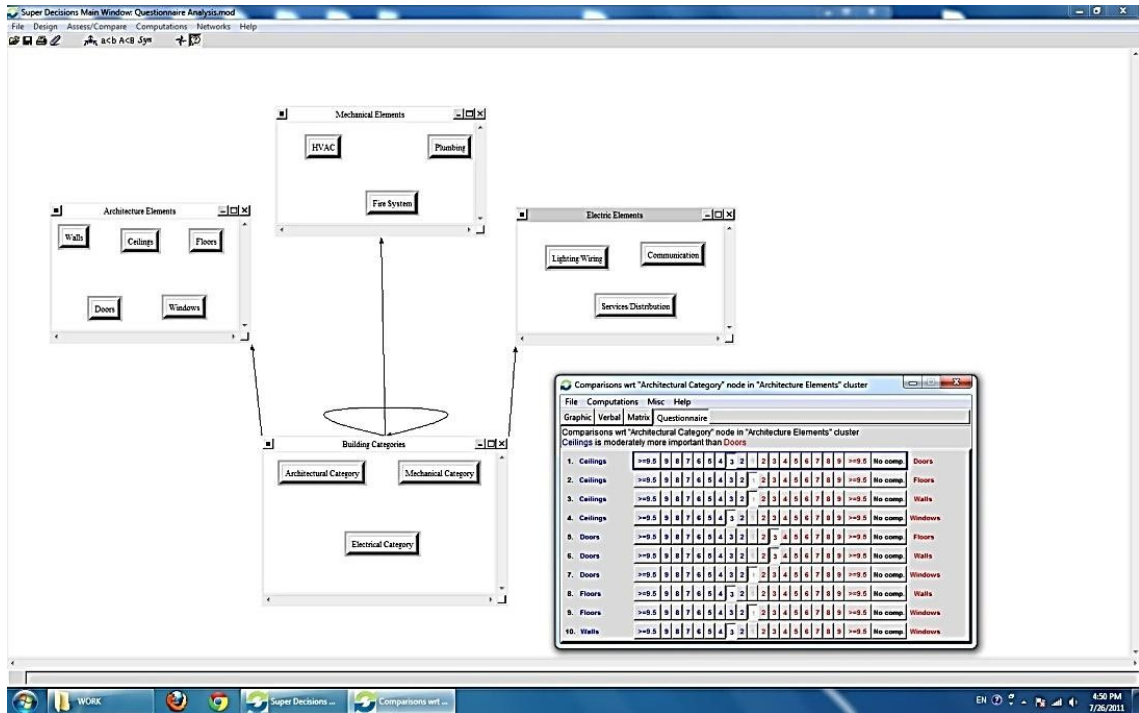 Super Decisions Main Window: Questionnaire Analysis.mod
File Design Assess/Compare Computations Networks Help
a<b A<B Sys
Mechanical Elements
HVAC
Plumbing
Fire System
Architecture Elements
Walls
Ceilings
Floors
Doors
Windows
Electric Elements
Lighting Wiring
Communication
Services Distribution
Building Categories
Architectural Category
Mechanical Category
Electrical Category
Comparisons wrt "Architectural Category" node in "Architecture Elements" cluster
File Computations Misc Help
Graphic Verbal Matrix Questionnaire
Comparisons wrt "Architectural Category" node in "Architecture Elements" cluster
Ceilings is moderately more important than Doors
1. Ceilings >=9.5 9 8 7 6 5 4 3 2 1 2 3 4 5 6 7 8 9 >=9.5 No comp. Doors
2. Ceilings >=9.5 9 8 7 6 5 4 3 2 1 2 3 4 5 6 7 8 9 >=9.5 No comp. Floors
3. Ceilings >=9.5 9 8 7 6 5 4 3 2 1 2 3 4 5 6 7 8 9 >=9.5 No comp. Walls
4. Ceilings >=9.5 9 8 7 6 5 4 3 2 1 2 3 4 5 6 7 8 9 >=9.5 No comp. Windows
5. Doors >=9.5 9 8 7 6 5 4 3 2 1 2 3 4 5 6 7 8 9 >=9.5 No comp. Floors
6. Doors >=9.5 9 8 7 6 5 4 3 2 1 2 3 4 5 6 7 8 9 >=9.5 No comp. Walls
7. Doors >=9.5 9 8 7 6 5 4 3 2 1 2 3 4 5 6 7 8 9 >=9.5 No comp. Windows
8. Floors >=9.5 9 8 7 6 5 4 3 2 1 2 3 4 5 6 7 8 9 >=9.5 No comp. Walls
9. Floors >=9.5 9 8 7 6 5 4 3 2 1 2 3 4 5 6 7 8 9 >=9.5 No comp. Windows
10. Walls >=9.5 9 8 7 6 5 4 3 2 1 2 3 4 5 6 7 8 9 >=9.5 No comp. Windows
WORK
Super Decisions ...
Comparisons wrt ...
EN
4:50 PM
7/26/2011